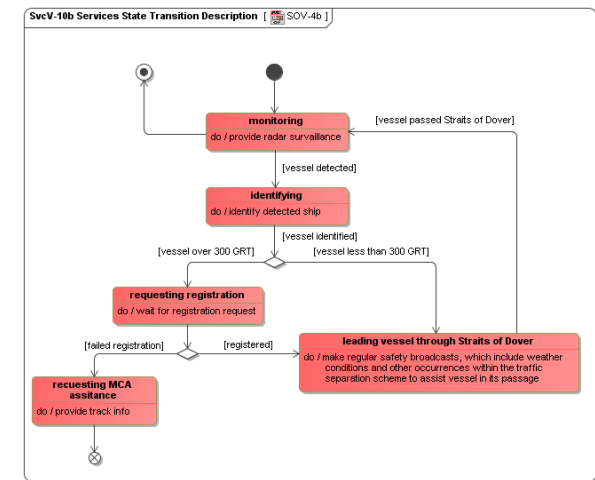 SvcV-10b Services State Transition Description [ SOV-4b ]
monitoring
do / provide radar survaillance
[vessel passed Straits of Dover]
[vessel detected]
identifying
do / identify detected ship
[vessel identified]
[vessel over 300 GRT]
[vessel less than 300 GRT]
requesting registration
do / wait for registration request
[failed registration]
[registered]
leading vessel through Straits of Dover
do / make regular safety broadcasts, which include weather
conditions and other occurrences within the traffic
separation scheme to assist vessel in its passage
recuesting MCA
assitance
do / provide track info